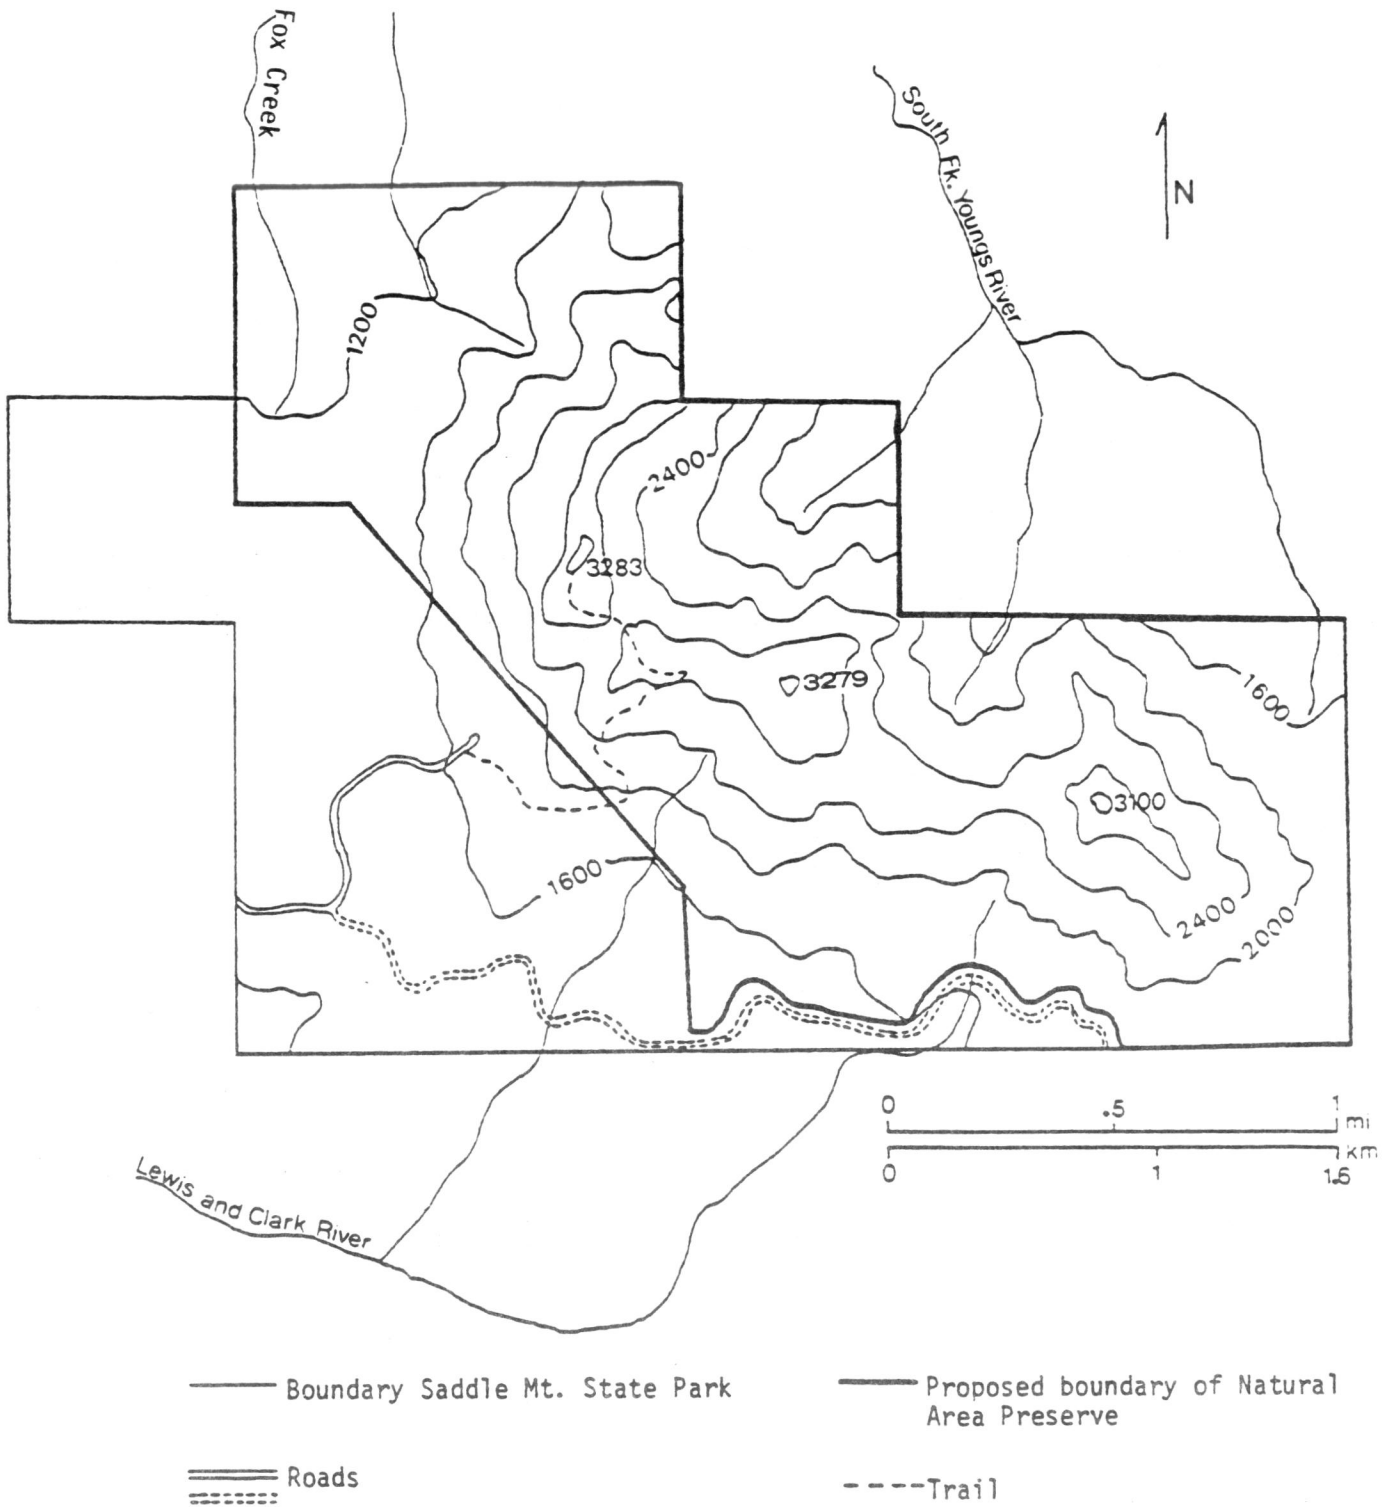 Fox Creek
South Fk. Youngs River
N
1200
2400
3283
3279
1600
3100
1600
2400
2000
0 .5 1 mi
km
0 1 1.6
Lewis and Clark River
Boundary Saddle Mt. State Park
Proposed boundary of Natural
Area Preserve
Roads
Trail